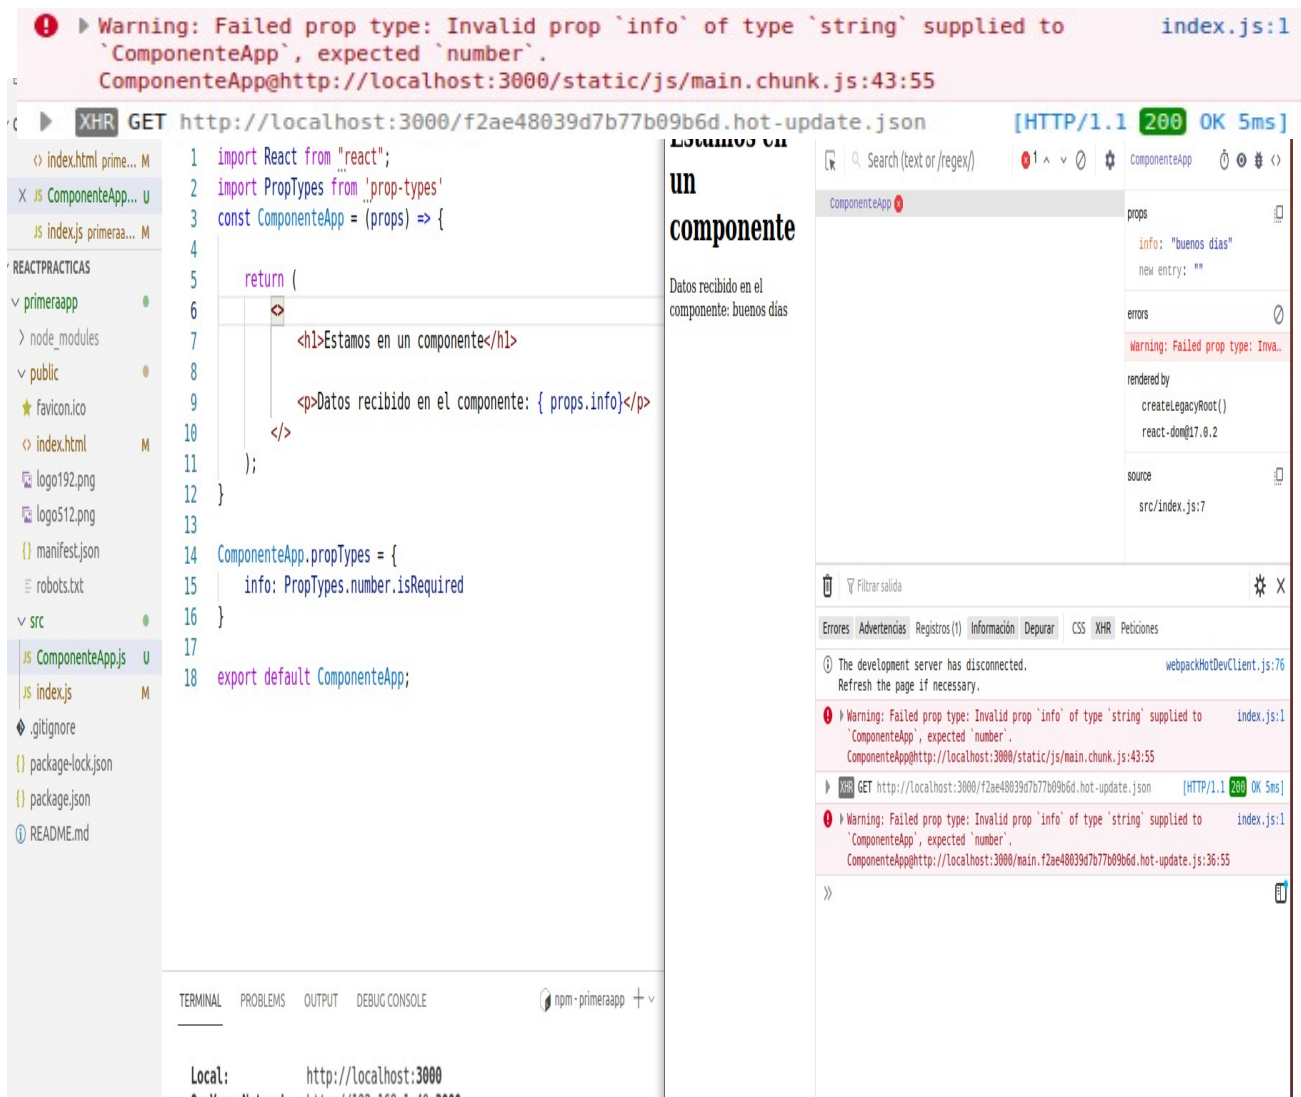 Warning: Failed prop type: Invalid prop `info` of type `string` supplied to index.js:1
`ComponenteApp`, expected `number`.
ComponenteApp@http://localhost:3000/static/js/main.chunk.js:43:55
XHR GET http://localhost:3000/f2ae48039d7b77b09b6d.hot-update.json [HTTP/1.1 200 OK 5ms]
index.html prime... M
JS ComponenteApp... U
JS index.js primeraa... M
REACTPRACTICAS
primeraapp
node_modules
public
favicon.ico
index.html M
logo192.png
logo512.png
manifest.json
robots.txt
src
JS ComponenteApp.js U
JS index.js M
.gitignore
package-lock.json
package.json
README.md
1 import React from "react";
2 import PropTypes from 'prop-types'
3 const ComponenteApp = (props) => {
4
5 return (
6 <>
7 <h1>Estamos en un componente</h1>
8
9 <p>Datos recibido en el componente: { props.info}</p>
10 </>
11 );
12 }
13
14 ComponenteApp.propTypes = {
15 info: PropTypes.number.isRequired
16 }
17
18 export default ComponenteApp;
TERMINAL PROBLEMS OUTPUT DEBUG CONSOLE npm - primeraapp
Local: http://localhost:3000
Estamos en
un
componente
Datos recibido en el
componente: buenos días
Search (text or /regex/) 1 ComponenteApp
ComponenteApp
props
info: "buenos días"
new entry: ""
errors
Warning: Failed prop type: Inva…
rendered by
createLegacyRoot()
react-dom@17.0.2
source
src/index.js:7
Filtrar salida
Errores Advertencias Registros (1) Información Depurar CSS XHR Peticiones
The development server has disconnected. webpackHotDevClient.js:76
Refresh the page if necessary.
Warning: Failed prop type: Invalid prop `info` of type `string` supplied to index.js:1
`ComponenteApp`, expected `number`.
ComponenteApp@http://localhost:3000/static/js/main.chunk.js:43:55
XHR GET http://localhost:3000/f2ae48039d7b77b09b6d.hot-update.json [HTTP/1.1 200 OK 5ms]
Warning: Failed prop type: Invalid prop `info` of type `string` supplied to index.js:1
`ComponenteApp`, expected `number`.
ComponenteApp@http://localhost:3000/main.f2ae48039d7b77b09b6d.hot-update.js:36:55